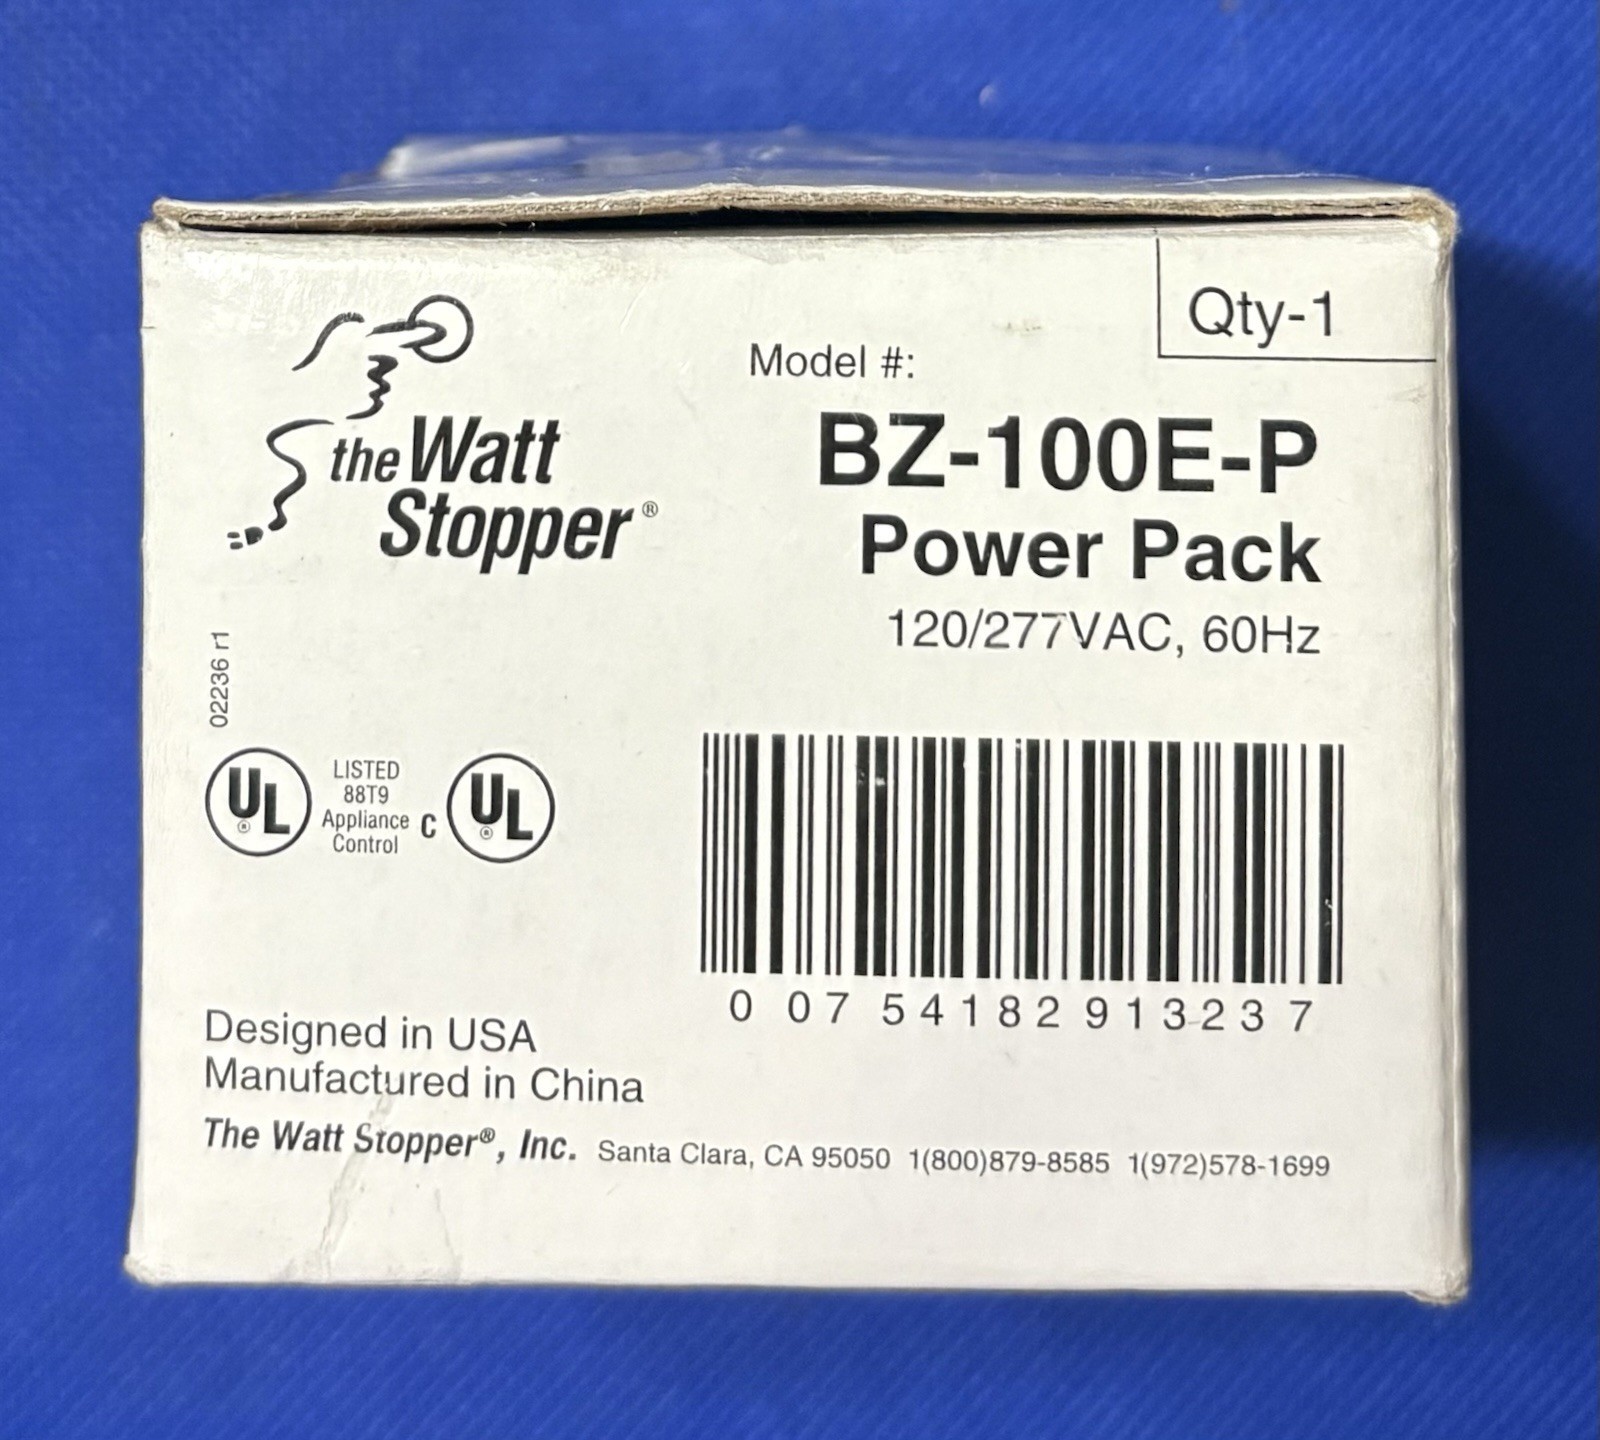 Qty-1
Model #:
the Watt
Stopper®
BZ-100E-P
Power Pack
120/277VAC, 60Hz
02236 r1
UL® LISTED
88T9
Appliance
Control
C UL®
0 07 54182 91323 7
Designed in USA
Manufactured in China
The Watt Stopper®, Inc. Santa Clara, CA 95050 1(800)879-8585 1(972)578-1699